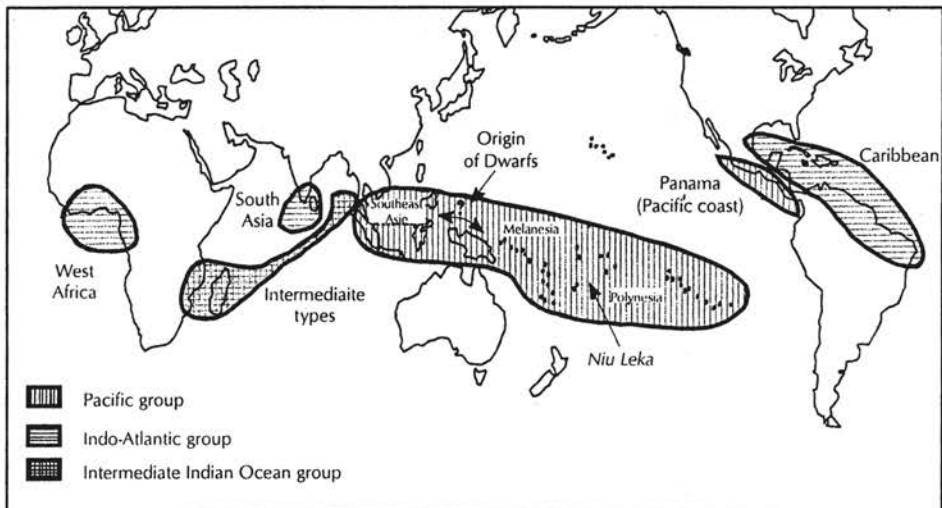 Origin
of Dwarfs
Caribbean
Panama
(Pacific coast)
South
Asia
Southeast
Asie
Melanesia
West
Africa
Intermediaite
types
Polynesia
Niu Leka
Pacific group
Indo-Atlantic group
Intermediate Indian Ocean group